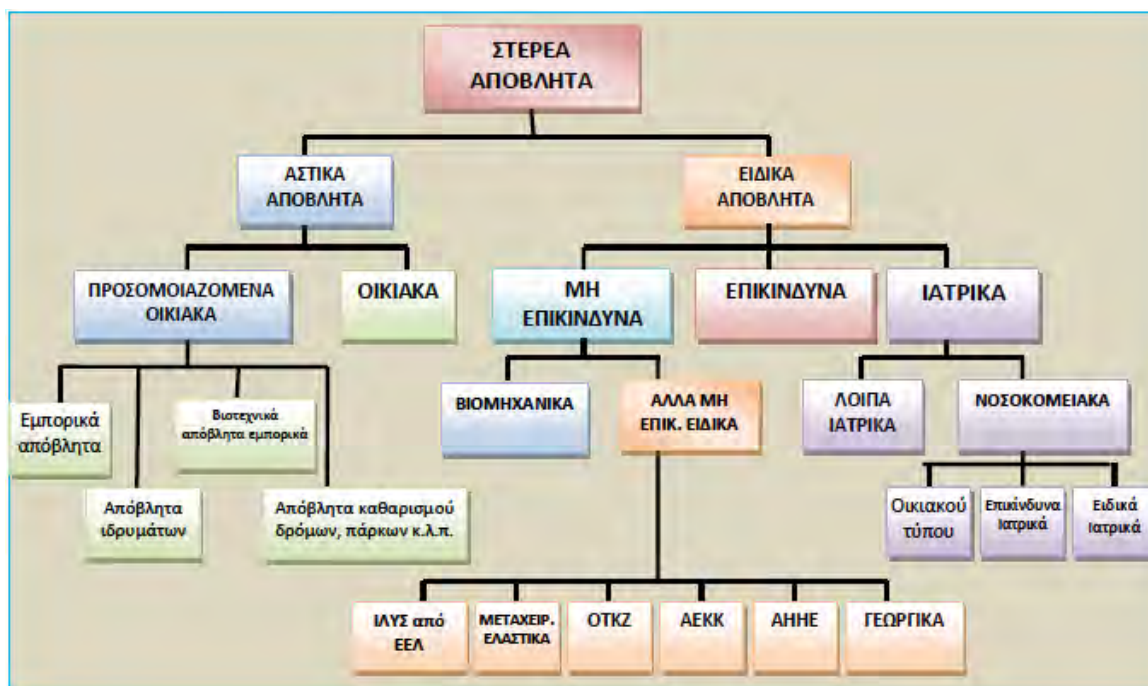 ΣΤΕΡΕΑ
ΑΠΟΒΛΗΤΑ
ΑΣΤΙΚΑ
ΑΠΟΒΛΗΤΑ
ΕΙΔΙΚΑ
ΑΠΟΒΛΗΤΑ
ΠΡΟΣΟΜΟΙΑΖΟΜΕΝΑ
ΟΙΚΙΑΚΑ
ΟΙΚΙΑΚΑ
ΜΗ
ΕΠΙΚΙΝΔΥΝΑ
ΕΠΙΚΙΝΔΥΝΑ
ΙΑΤΡΙΚΑ
Εμπορικά
απόβλητα
Βιοτεχνικά
απόβλητα εμπορικά
Απόβλητα
ιδρυμάτων
Απόβλητα καθαρισμού
δρόμων, πάρκων κ.λ.π.
ΒΙΟΜΗΧΑΝΙΚΑ
ΑΛΛΑ ΜΗ
ΕΠΙΚ. ΕΙΔΙΚΑ
ΛΟΙΠΑ
ΙΑΤΡΙΚΑ
ΝΟΣΟΚΟΜΕΙΑΚΑ
Οικιακού
τύπου
Επικίνδυνα
Ιατρικά
Ειδικά
Ιατρικά
ΙΛΥΣ από
ΕΕΛ
ΜΕΤΑΧΕΙΡ.
ΕΛΑΣΤΙΚΑ
ΟΤΚΖ
ΑΕΚΚ
ΑΗΗΕ
ΓΕΩΡΓΙΚΑ